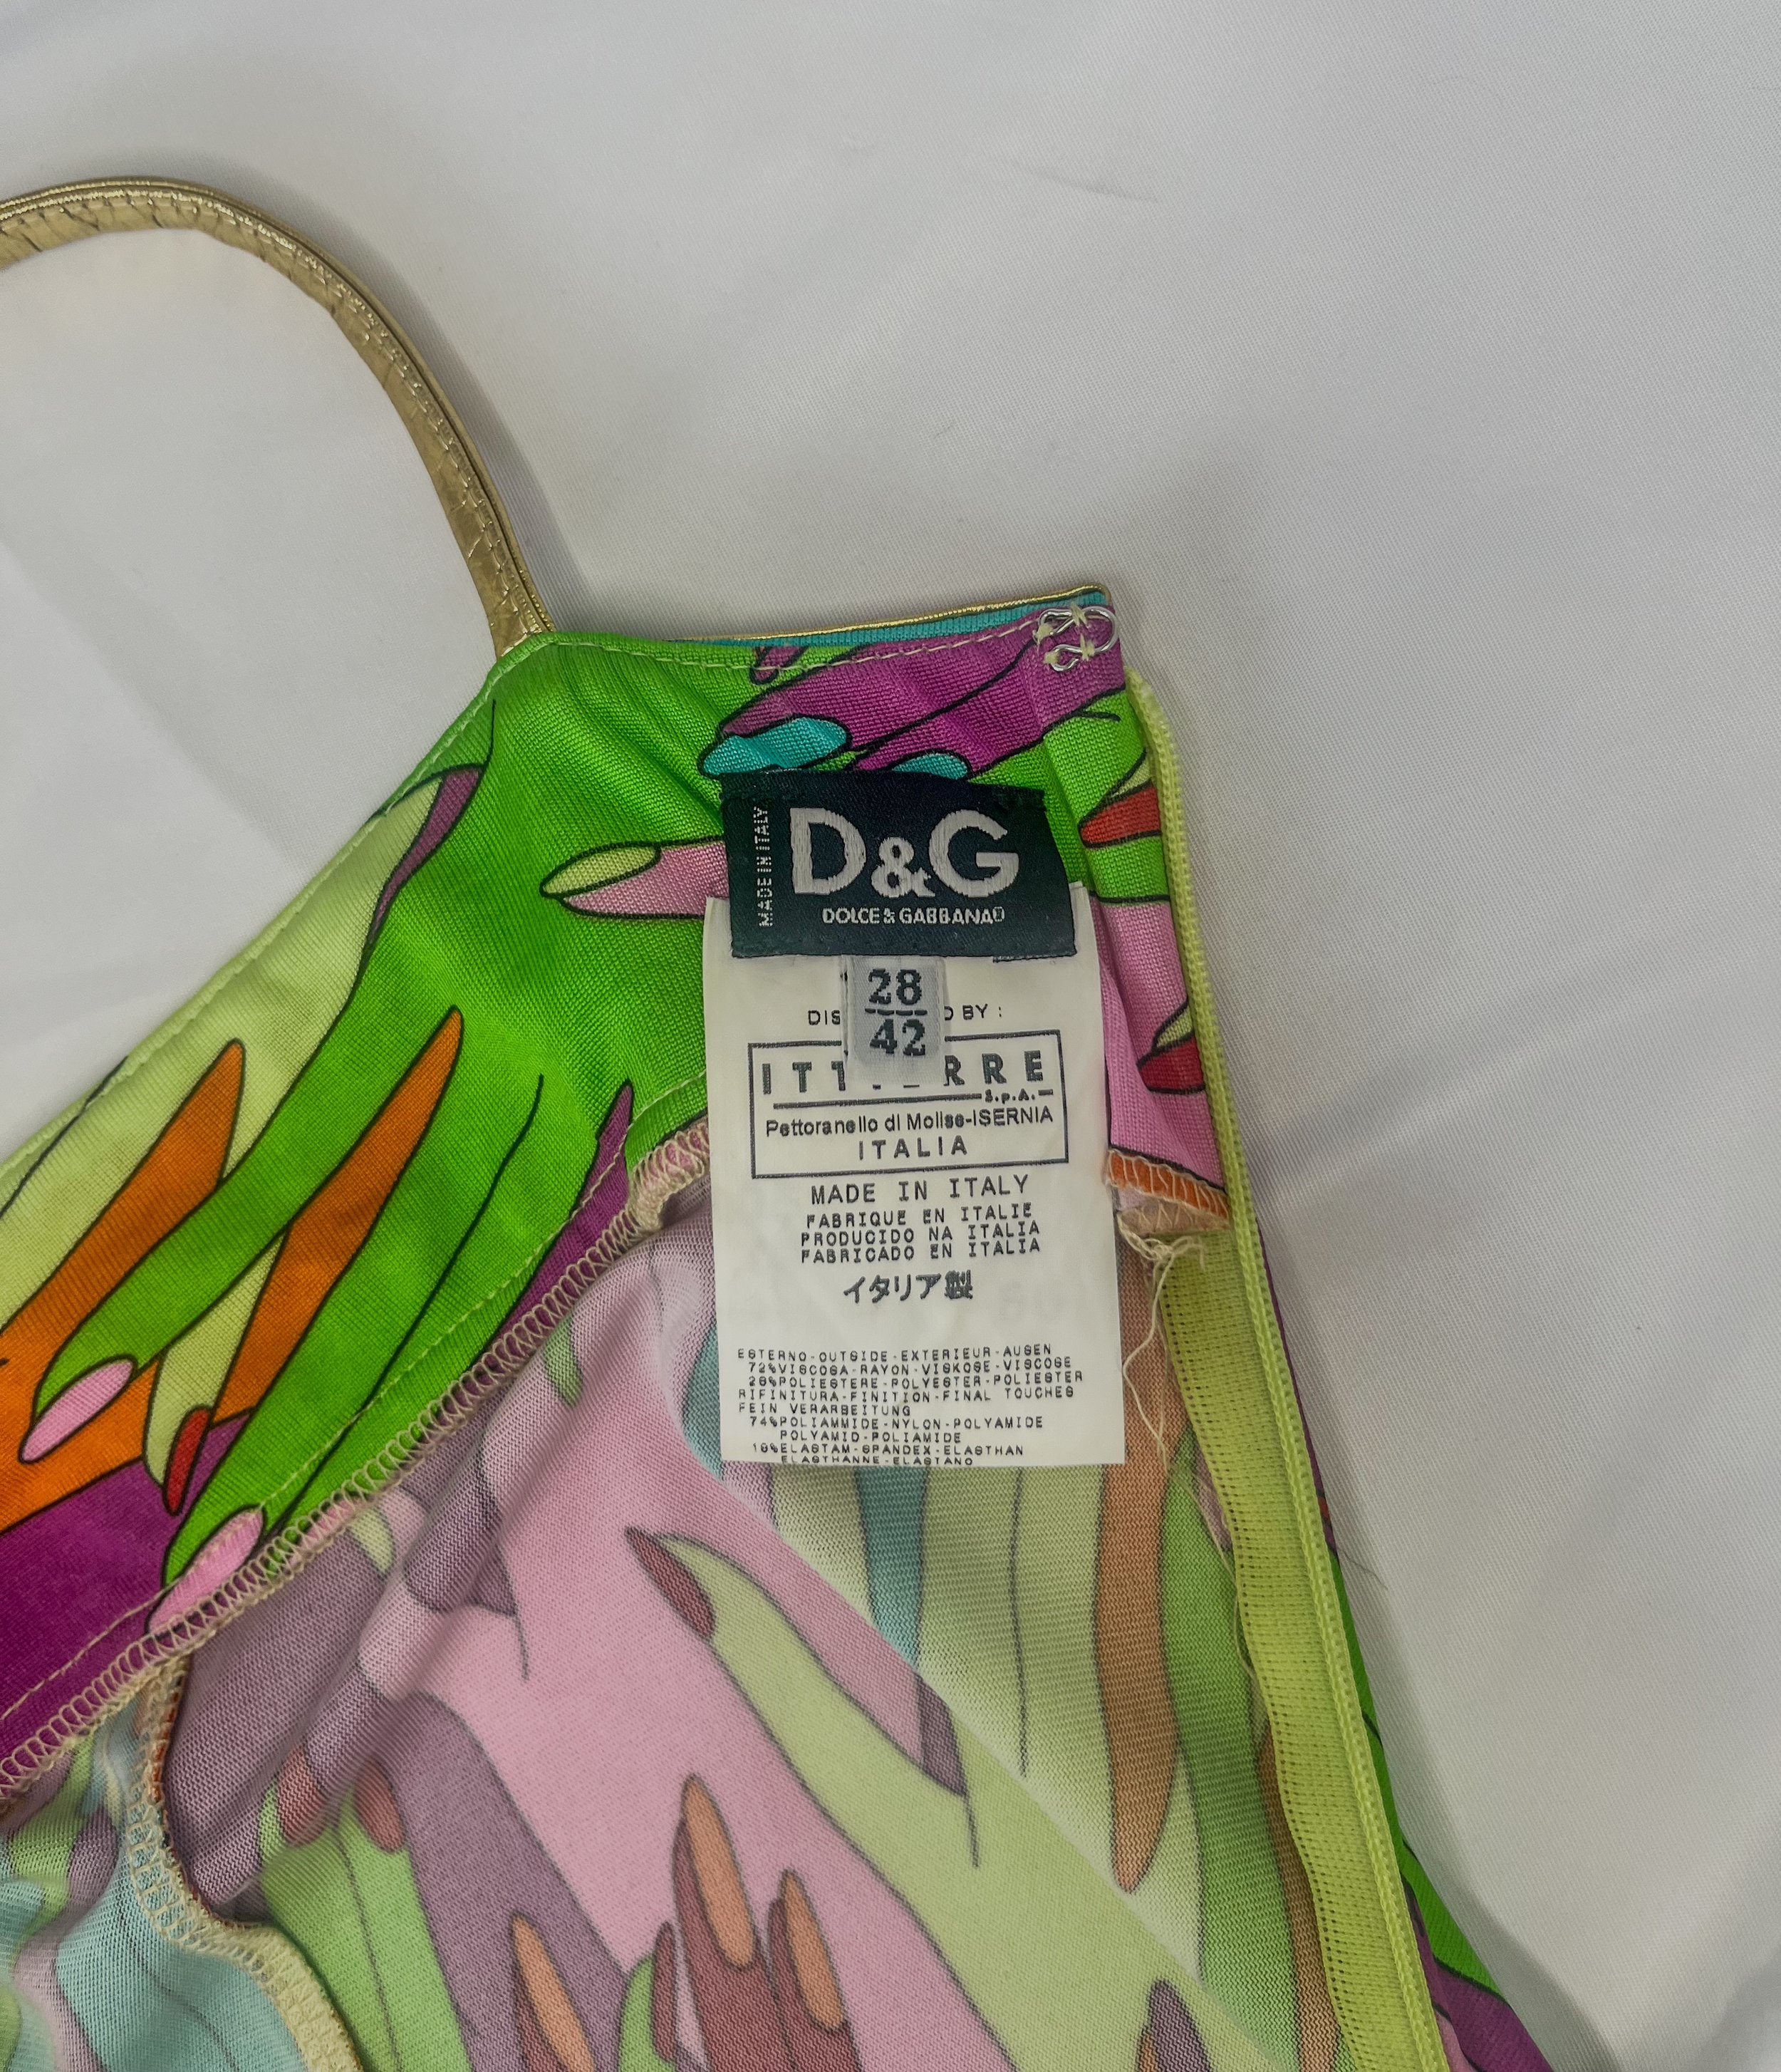 MADE IN ITALY
D&G
DOLCE & GABBANA
28
42
BY :
S.p.A.
Pettoranello di Molise-ISERNIA
ITALIA
MADE IN ITALY
FABRIQUE EN ITALIE
PRODUCIDO NA ITALIA
FABRICADO EN ITALIA
イタリア製
ESTERNO-OUTSIDE-EXTERIEUR-AUSEN
72%VISCOSA-RAYON-VISKOSE-VISCOSE
28%POLIESTERE-POLYESTER-POLIESTER
RIFINITURA-FINITION-FINAL TOUCHES
FEIN VERARBEITUNG
74%POLIAMMIDE-NYLON-POLYAMIDE
POLYAMID-POLIAMIDE
ELASTAM-SPANDEX-ELASTHAN
ELASTHANNE-ELASTANO